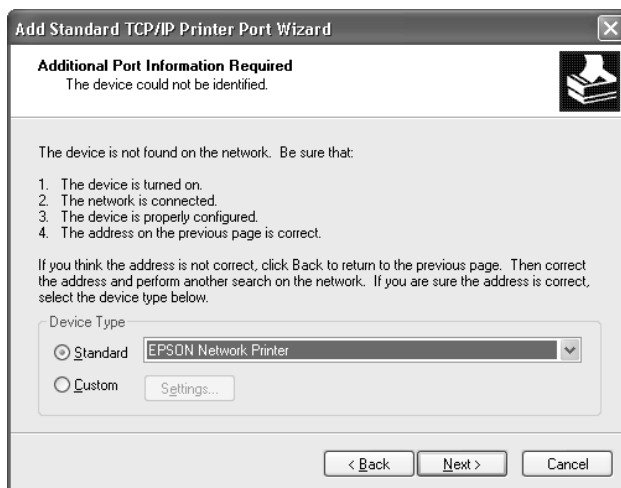 Add Standard TCP/IP Printer Port Wizard
Additional Port Information Required
The device could not be identified.
The device is not found on the network. Be sure that:
1. The device is turned on.
2. The network is connected.
3. The device is properly configured.
4. The address on the previous page is correct.
If you think the address is not correct, click Back to return to the previous page. Then correct
the address and perform another search on the network. If you are sure the address is correct,
select the device type below.
Device Type
Standard EPSON Network Printer
Custom Settings...
< Back Next > Cancel